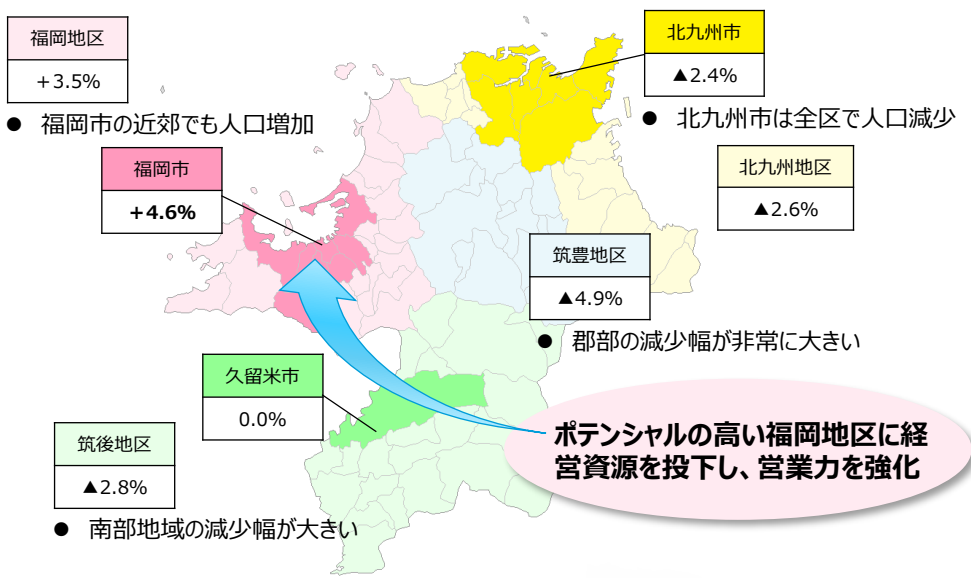 福岡地区
+3.5%
● 福岡市の近郊でも人口増加
福岡市
+4.6%
北九州市
▲2.4%
● 北九州市は全区で人口減少
北九州地区
▲2.6%
筑豊地区
▲4.9%
● 郡部の減少幅が非常に大きい
久留米市
0.0%
筑後地区
▲2.8%
● 南部地域の減少幅が大きい
ポテンシャルの高い福岡地区に経
営資源を投下し、営業力を強化